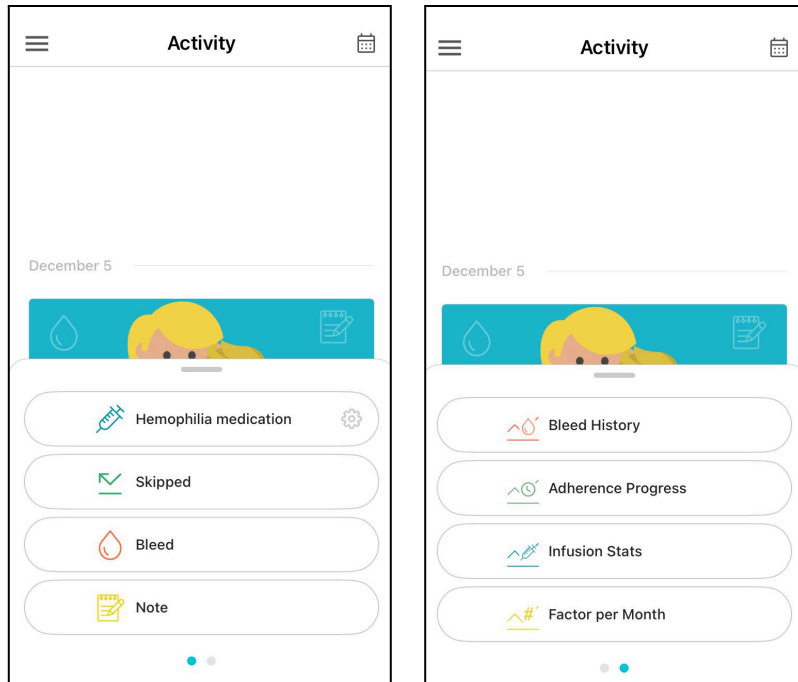 Activity
December 5
Hemophilia medication
Skipped
Bleed
Note
Activity
December 5
Bleed History
Adherence Progress
Infusion Stats
# Factor per Month